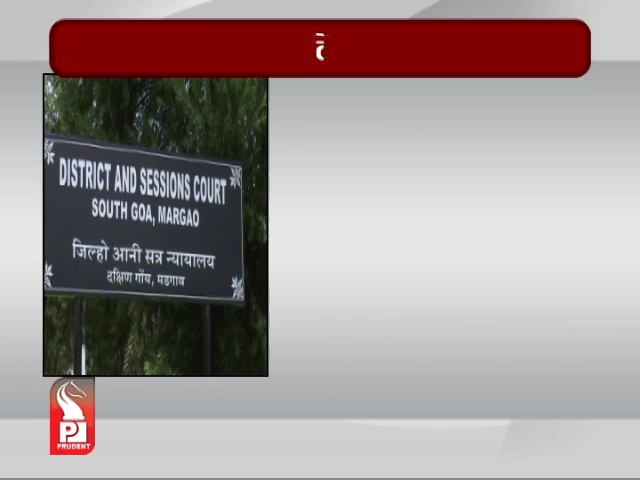 DISTRICT AND SESSIONS COURT
SOUTH GOA, MARGAO
जिल्हो आनी सत्र न्यायालय
दक्षिण गोंय, मडगाव
PRUDENT